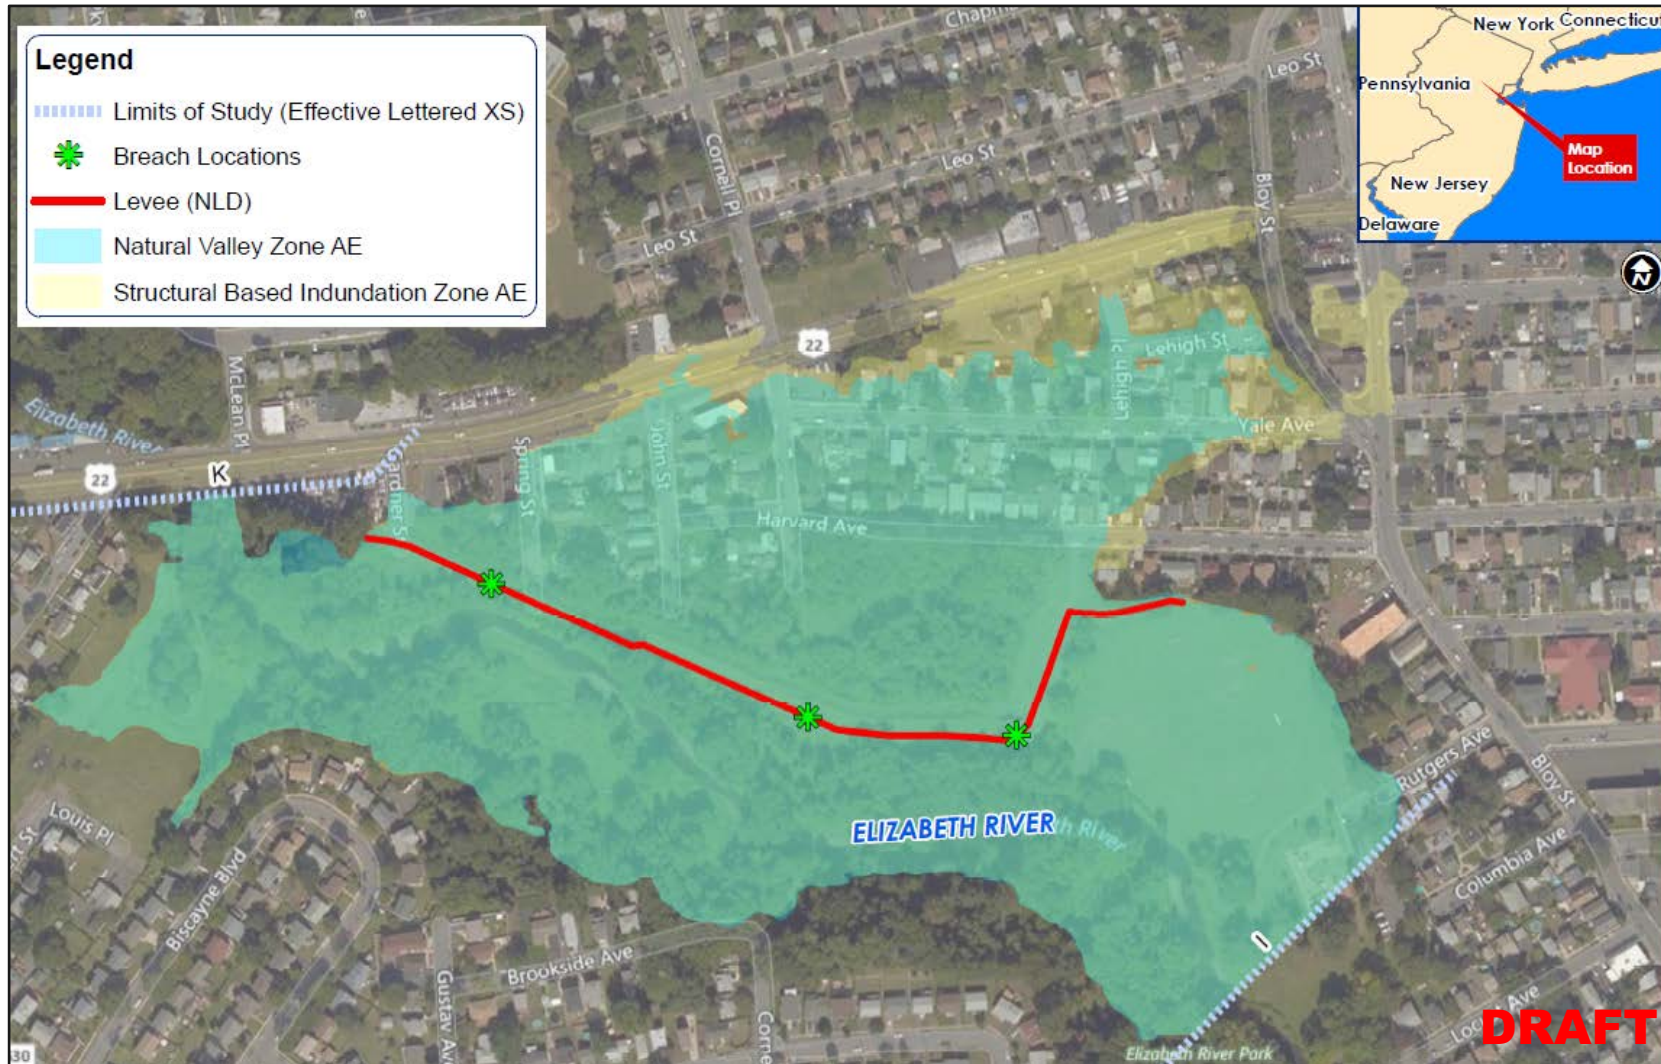 Legend
Limits of Study (Effective Lettered XS)
Breach Locations
Levee (NLD)
Natural Valley Zone AE
Structural Based Indundation Zone AE
New York
Connecticut
Pennsylvania
New Jersey
Delaware
Map
Location
N
Leo St
Leo St
Leo St
Cornell Pl
Bloy St
22
McLean Pl
Elizabeth River
22
K
Gardner St
Spring St
John St
Lehigh St
Lehigh
Yale Ave
Harvard Ave
ELIZABETH RIVER
Rutgers Ave
Bloy St
Columbia Ave
I
Louis Pl
Biscayne Blvd
Brookside Ave
Gustav Av
Corne
30
Elizabeth River Park
DRAFT